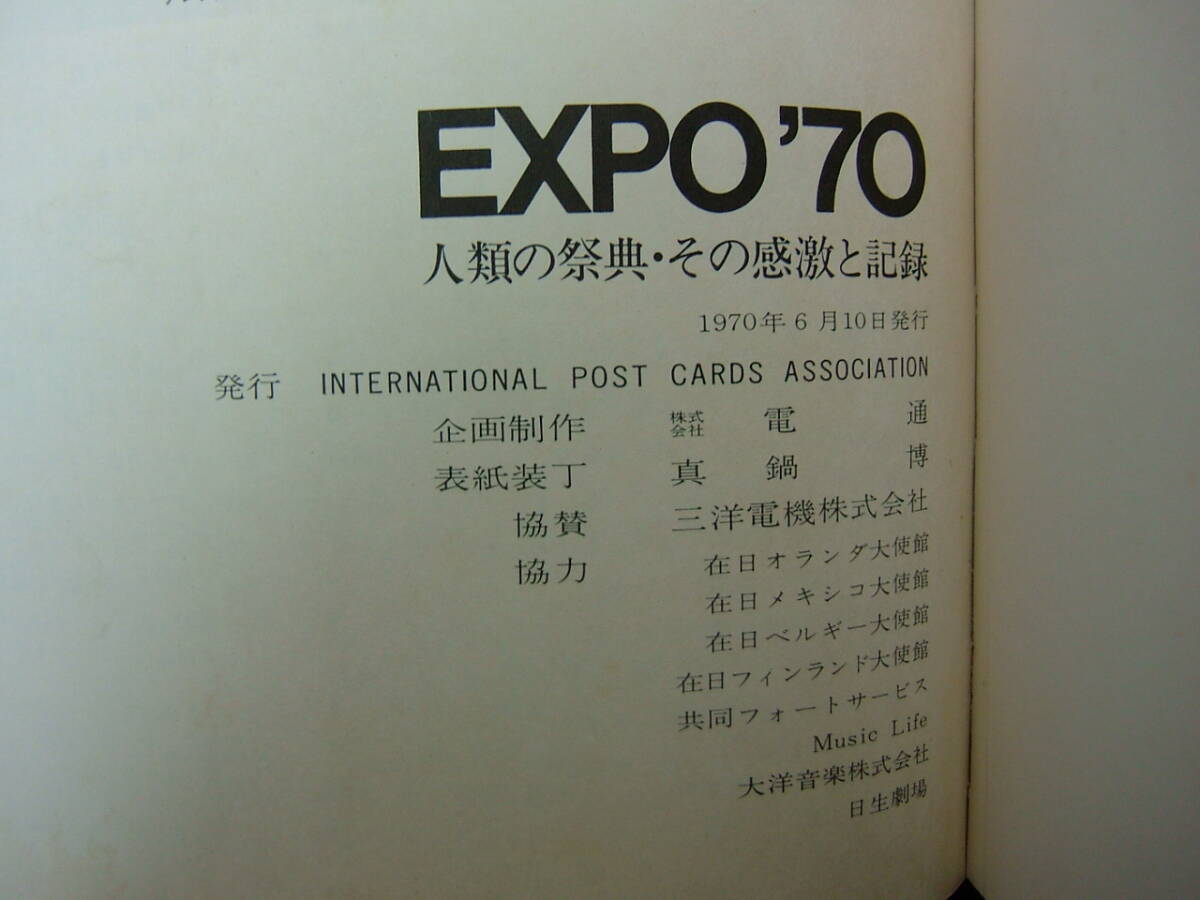 EXPO'70
人類の祭典・その感激と記録
1970年6月10日発行
発行 INTERNATIONAL POST CARDS ASSOCIATION
企画制作 株式会社 電通
表紙装丁 真鍋博
協賛 三洋電機株式会社
協力 在日オランダ大使館
在日メキシコ大使館
在日ベルギー大使館
在日フィンランド大使館
共同フォートサービス
Music Life
大洋音楽株式会社
日生劇場